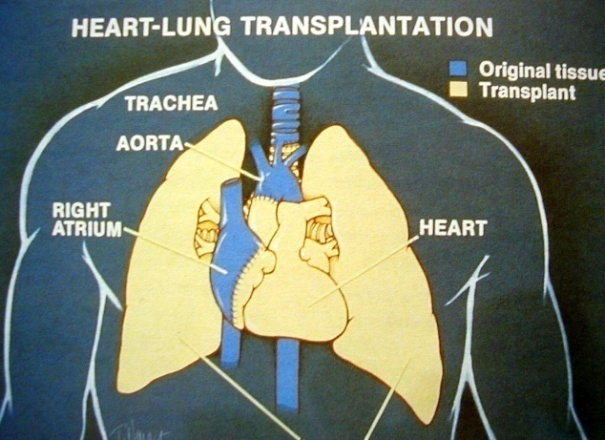 HEART-LUNG TRANSPLANTATION
Original tissue
Transplant
TRACHEA
AORTA
RIGHT
ATRIUM
HEART